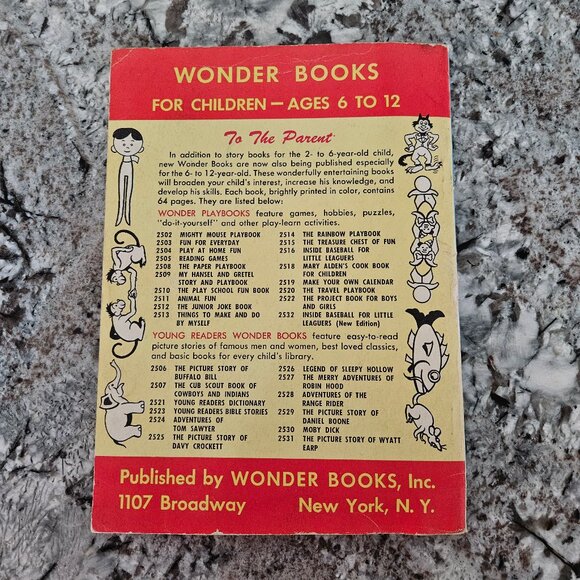 WONDER BOOKS
FOR CHILDREN — AGES 6 TO 12
To The Parent
In addition to story books for the 2- to 6-year-old child,
new Wonder Books are now also being published especially
for the 6- to 12-year-old. These wonderfully entertaining books
will broaden your child's interest, increase his knowledge, and
develop his skills. Each book, brightly printed in color, contains
64 pages. They are listed below:
WONDER PLAYBOOKS feature games, hobbies, puzzles,
"do-it-yourself" and other play-learn activities.
2502 MIGHTY MOUSE PLAYBOOK
2503 FUN FOR EVERYDAY
2504 PLAY AT HOME FUN
2505 READING GAMES
2508 THE PAPER PLAYBOOK
2509 MY HANSEL AND GRETEL
STORY AND PLAYBOOK
2510 THE PLAY SCHOOL FUN BOOK
2511 ANIMAL FUN
2512 THE JUNIOR JOKE BOOK
2513 THINGS TO MAKE AND DO
BY MYSELF
2514 THE RAINBOW PLAYBOOK
2515 THE TREASURE CHEST OF FUN
2516 INSIDE BASEBALL FOR
LITTLE LEAGUERS
2518 MARY ALDEN'S COOK BOOK
FOR CHILDREN
2519 MAKE YOUR OWN CALENDAR
2520 THE TRAVEL PLAYBOOK
2522 THE PROJECT BOOK FOR BOYS
AND GIRLS
2532 INSIDE BASEBALL FOR LITTLE
LEAGUERS (New Edition)
YOUNG READERS WONDER BOOKS feature easy-to-read
picture stories of famous men and women, best loved classics,
and basic books for every child's library.
2506 THE PICTURE STORY OF
BUFFALO BILL
2507 THE CUB SCOUT BOOK OF
COWBOYS AND INDIANS
2521 YOUNG READERS DICTIONARY
2523 YOUNG READERS BIBLE STORIES
2524 ADVENTURES OF
TOM SAWYER
2525 THE PICTURE STORY OF
DAVY CROCKETT
2526 LEGEND OF SLEEPY HOLLOW
2527 THE MERRY ADVENTURES OF
ROBIN HOOD
2528 ADVENTURES OF THE
RANGE RIDER
2529 THE PICTURE STORY OF
DANIEL BOONE
2530 MOBY DICK
2531 THE PICTURE STORY OF WYATT
EARP
Published by WONDER BOOKS, Inc.
1107 Broadway New York, N. Y.